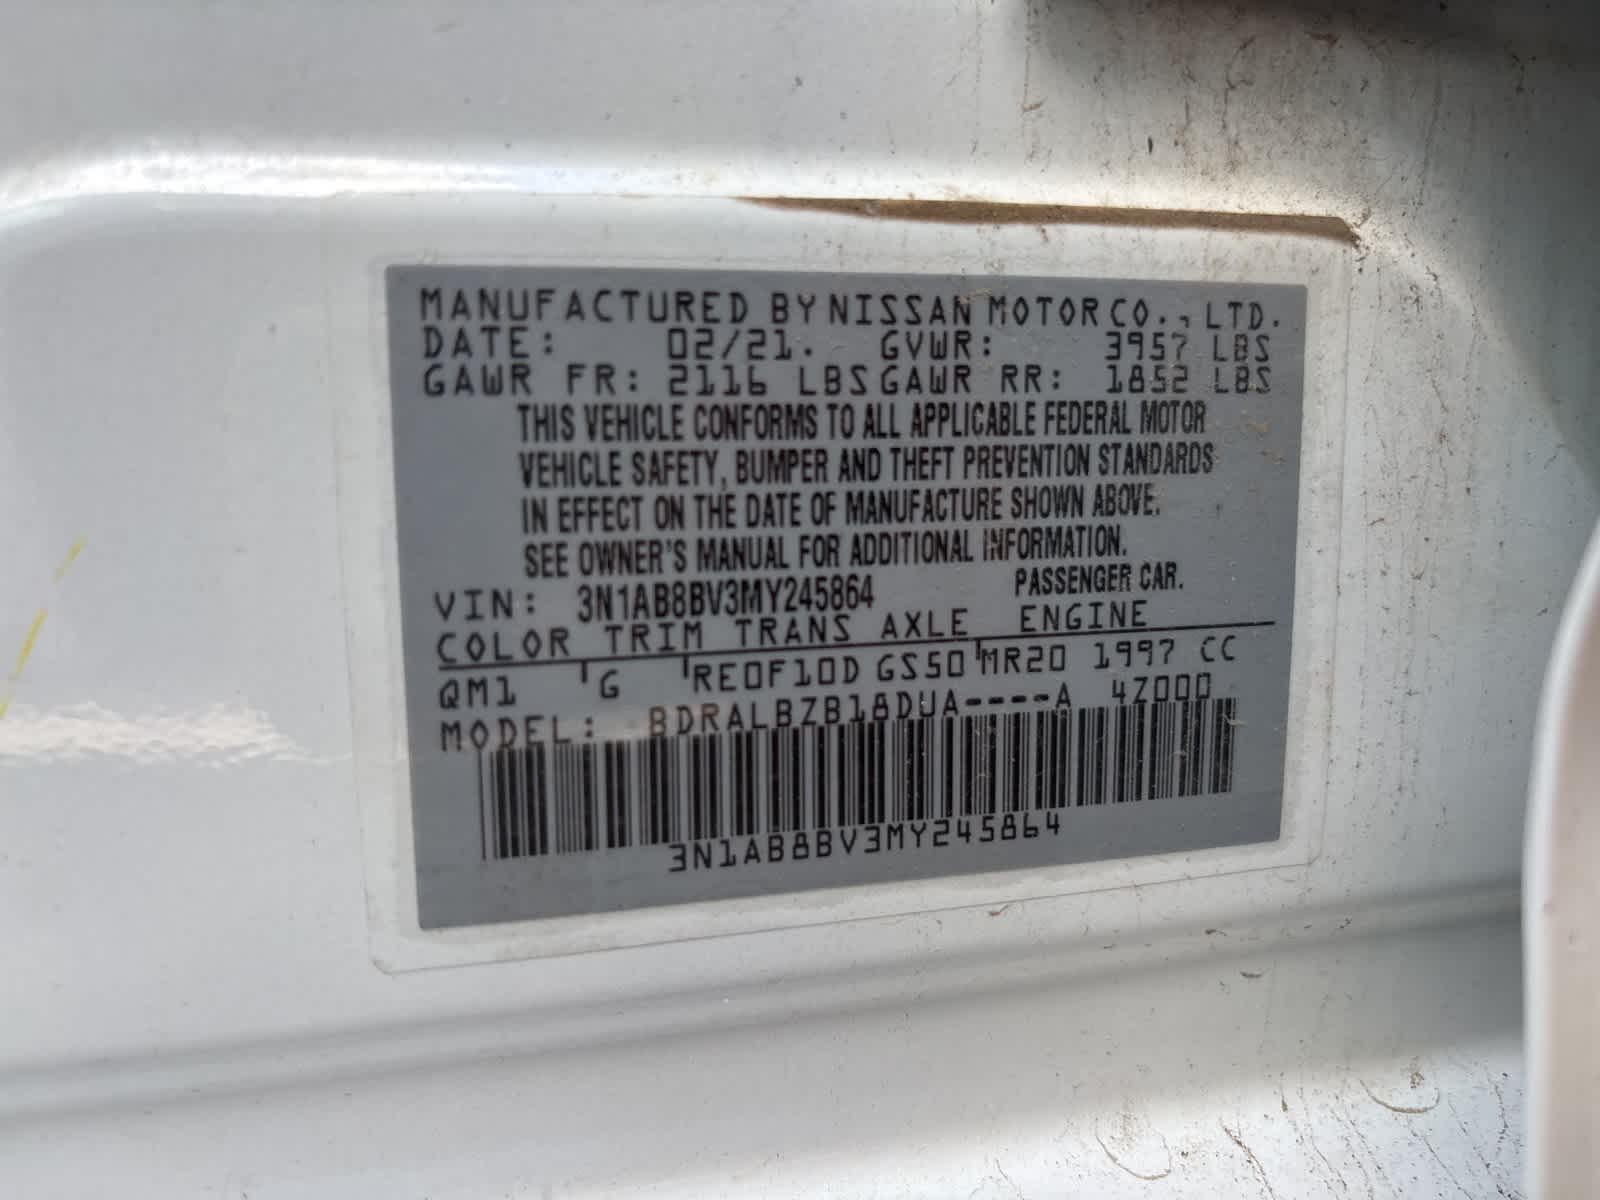 MANUFACTURED BY NISSAN MOTOR CO., LTD.
DATE: 02/21. GVWR: 3957 LBS
GAWR FR: 2116 LBS GAWR RR: 1852 LBS
THIS VEHICLE CONFORMS TO ALL APPLICABLE FEDERAL MOTOR
VEHICLE SAFETY, BUMPER AND THEFT PREVENTION STANDARDS
IN EFFECT ON THE DATE OF MANUFACTURE SHOWN ABOVE.
SEE OWNER'S MANUAL FOR ADDITIONAL INFORMATION.
VIN: 3N1AB8BV3MY245864 PASSENGER CAR.
COLOR TRIM TRANS AXLE ENGINE
QM1 G RE0F10D GS50 MR20 1997 CC
MODEL: BDRALBZB18DUA----A 4Z000
3N1AB8BV3MY245864